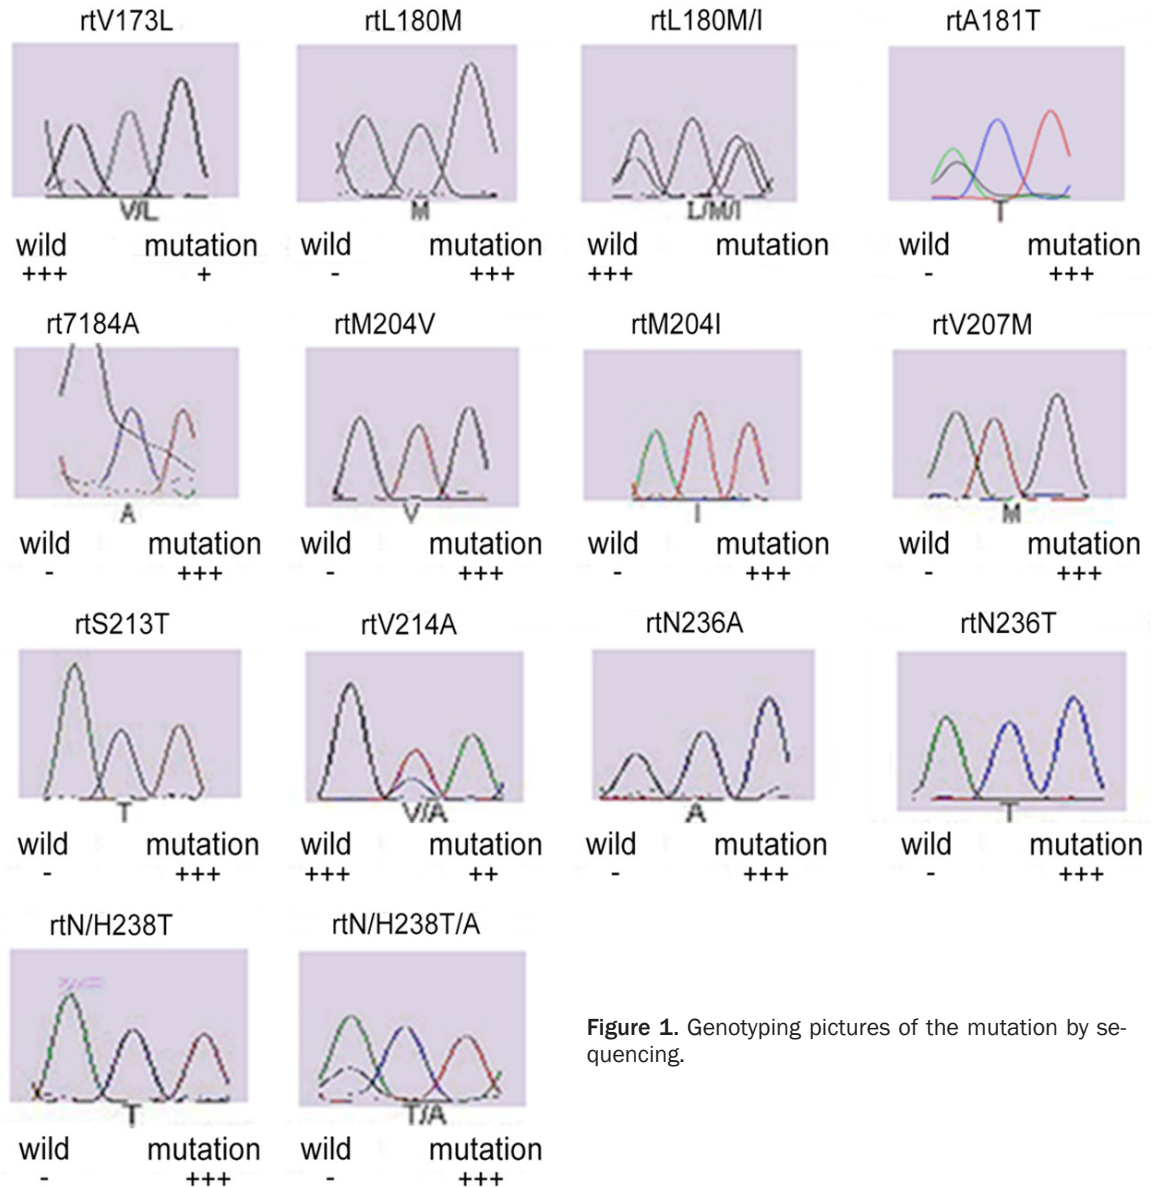 rtV173L rtL180M rtL180M/I rtA181T
V/L M L/M/I T
wild mutation wild mutation wild mutation wild mutation
+++ + - +++ +++ - +++
rt7184A rtM204V rtM204I rtV207M
A V I M
wild mutation wild mutation wild mutation wild mutation
- +++ - +++ - +++ - +++
rtS213T rtV214A rtN236A rtN236T
T V/A A T
wild mutation wild mutation wild mutation wild mutation
- +++ +++ ++ - +++ - +++
rtN/H238T rtN/H238T/A
T T/A
wild mutation wild mutation
- +++ - +++
Figure 1. Genotyping pictures of the mutation by se-
quencing.